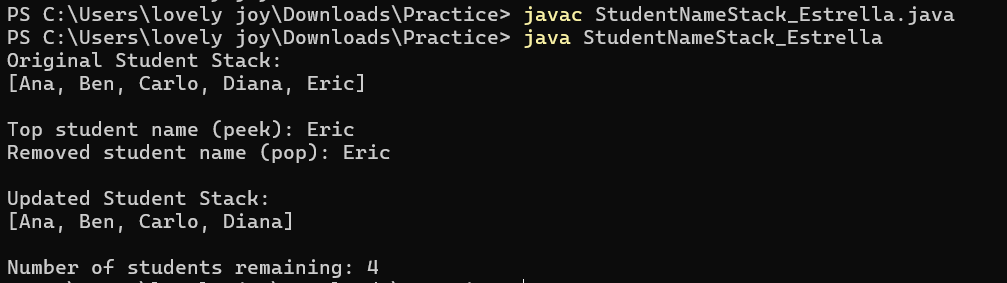 PS C:\Users\lovely joy\Downloads\Practice> javac StudentNameStack_Estrella.java
PS C:\Users\lovely joy\Downloads\Practice> java StudentNameStack_Estrella
Original Student Stack:
[Ana, Ben, Carlo, Diana, Eric]
Top student name (peek): Eric
Removed student name (pop): Eric
Updated Student Stack:
[Ana, Ben, Carlo, Diana]
Number of students remaining: 4